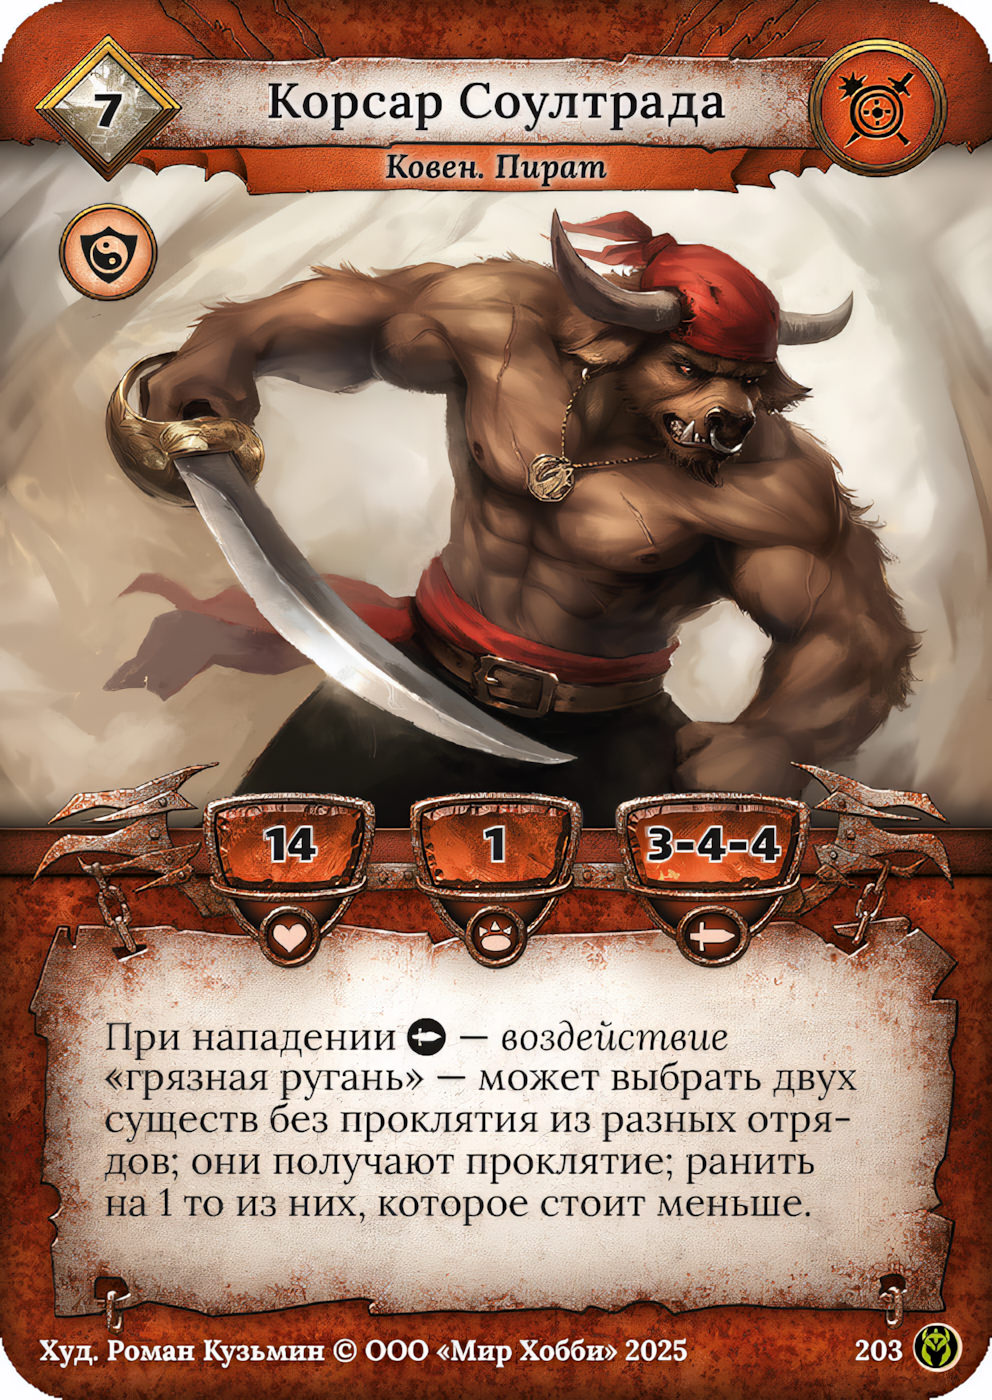 7
Корсар Соултрада
Ковен. Пират
14
1
3-4-4
При нападении — воздействие
«грязная ругань» — может выбрать двух
существ без проклятия из разных отря-
дов; они получают проклятие; ранить
на 1 то из них, которое стоит меньше.
Худ. Роман Кузьмин © ООО «Мир Хобби» 2025
203